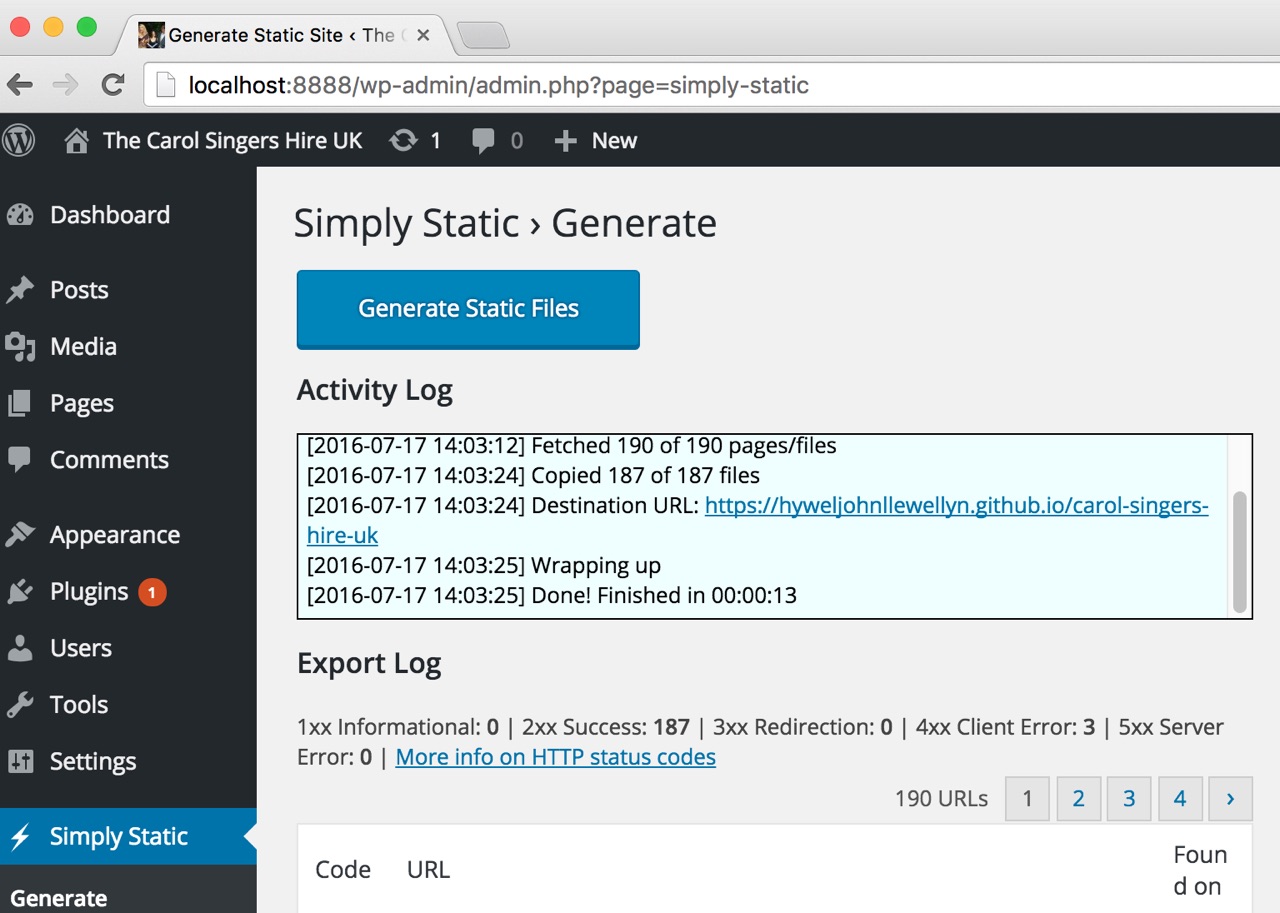 Generate Static Site ‹ The
localhost:8888/wp-admin/admin.php?page=simply-static
The Carol Singers Hire UK 1 0 New
Dashboard
Posts
Media
Pages
Comments
Appearance
Plugins 1
Users
Tools
Settings
Simply Static
Generate
Simply Static › Generate
Generate Static Files
Activity Log
[2016-07-17 14:03:12] Fetched 190 of 190 pages/files
[2016-07-17 14:03:24] Copied 187 of 187 files
[2016-07-17 14:03:24] Destination URL: https://hyweljohnllewellyn.github.io/carol-singers-
hire-uk
[2016-07-17 14:03:25] Wrapping up
[2016-07-17 14:03:25] Done! Finished in 00:00:13
Export Log
1xx Informational: 0 | 2xx Success: 187 | 3xx Redirection: 0 | 4xx Client Error: 3 | 5xx Server
Error: 0 | More info on HTTP status codes
190 URLs 1 2 3 4 ›
Code URL Foun
d on